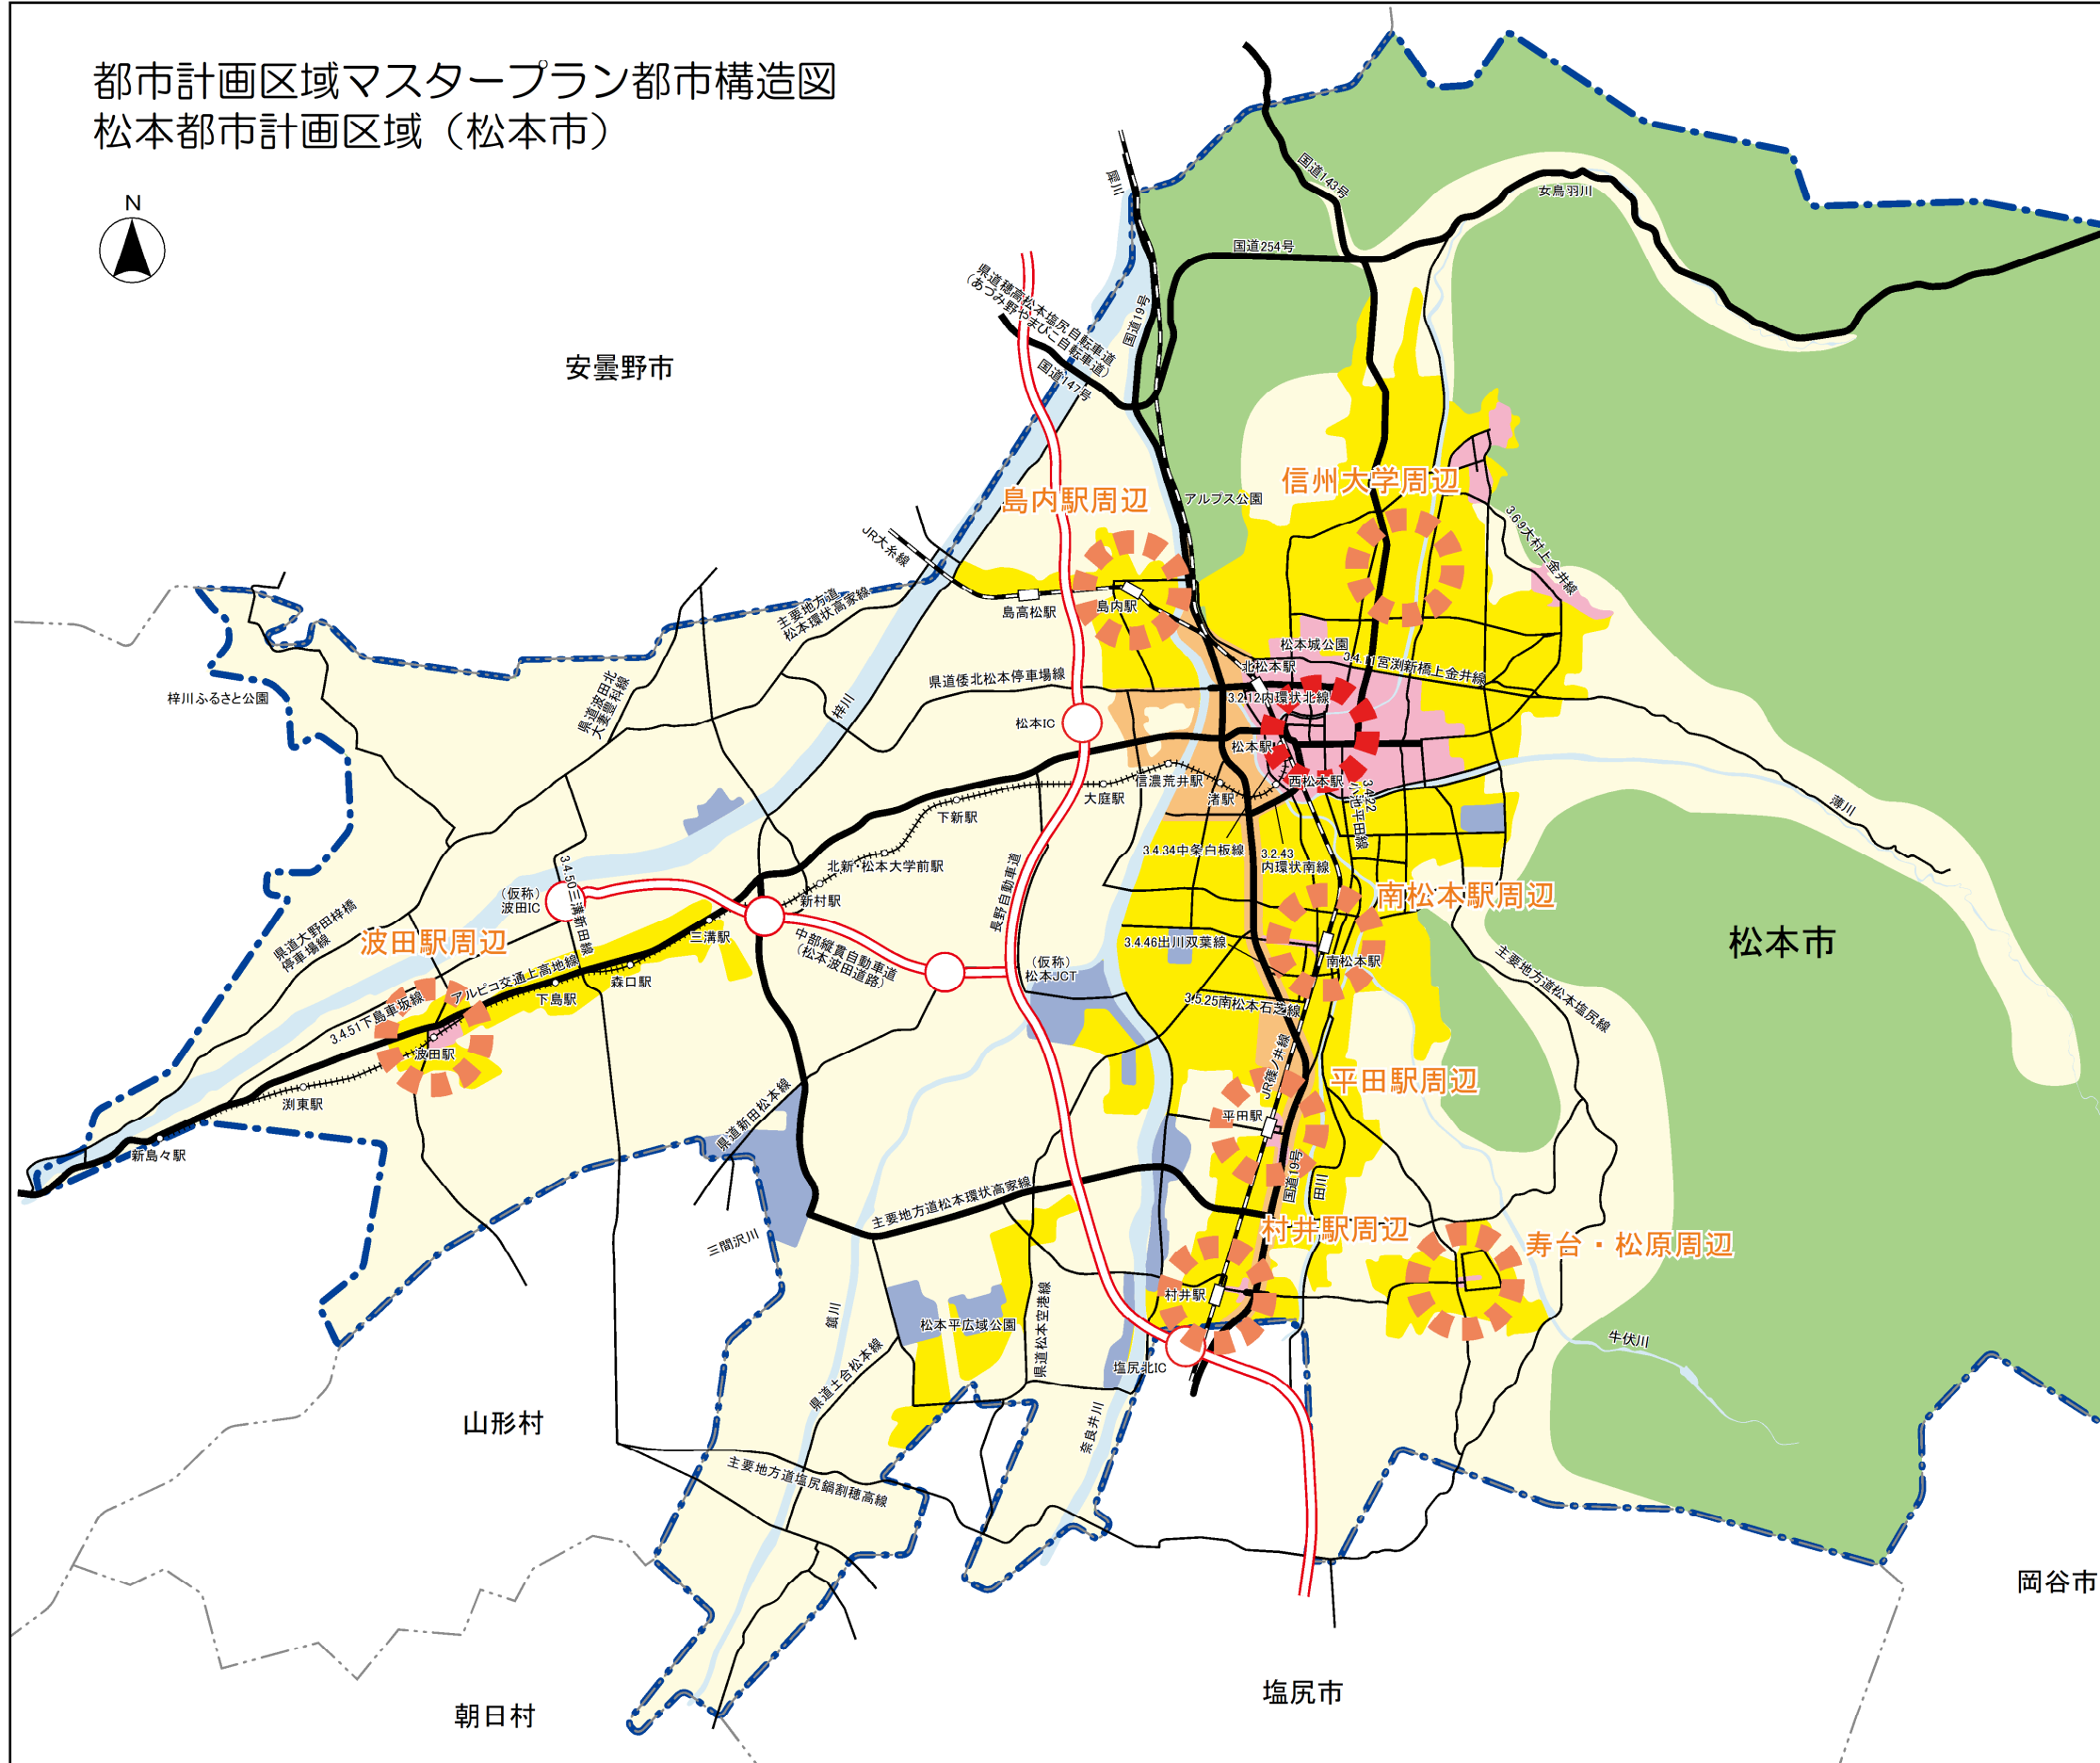 都市計画区域マスタープラン都市構造図
松本都市計画区域（松本市）
N
国道143号
女鳥羽川
犀川
国道254号
県道穂高松本塩尻自転車道
（あづみ野やまびこ自転車道）
国道19号
国道147号
安曇野市
島内駅周辺
アルプス公園
信州大学周辺
3.6.9大村上金井線
JR大糸線
島高松駅
島内駅
主要地方道
松本環状高家線
松本城公園
北松本駅
3.4.11宮渕新橋上金井線
梓川ふるさと公園
県道波田北
大妻豊科線
梓川
県道倭北松本停車場線
3.2.12内環状北線
松本IC
松本駅
信濃荒井駅
西松本駅
大庭駅
渚駅
3.4.22
小池平田線
薄川
下新駅
3.4.34中条白板線
3.2.43
内環状南線
北新・松本大学前駅
長野自動車道
（仮称）
波田IC
3.4.50三溝新田線
新村駅
南松本駅周辺
県道大野田梓橋
停車場線
波田駅周辺
三溝駅
中部縦貫自動車道
（松本波田道路）
3.4.46出川双葉線
松本市
（仮称）
松本JCT
南松本駅
主要地方道松本塩尻線
アルピコ交通上高地線
森口駅
下島駅
3.4.51下島車坂線
3.5.25南松本石芝線
波田駅
JR篠ノ井線
平田駅周辺
渕東駅
県道新田松本線
平田駅
新島々駅
国道19号
田川
主要地方道松本環状高家線
三間沢川
村井駅周辺
寿台・松原周辺
村井駅
鎖川
松本平広域公園
県道松本空港線
牛伏川
塩尻北IC
県道土合松本線
山形村
奈良井川
主要地方道塩尻鍋割穂高線
岡谷市
塩尻市
朝日村